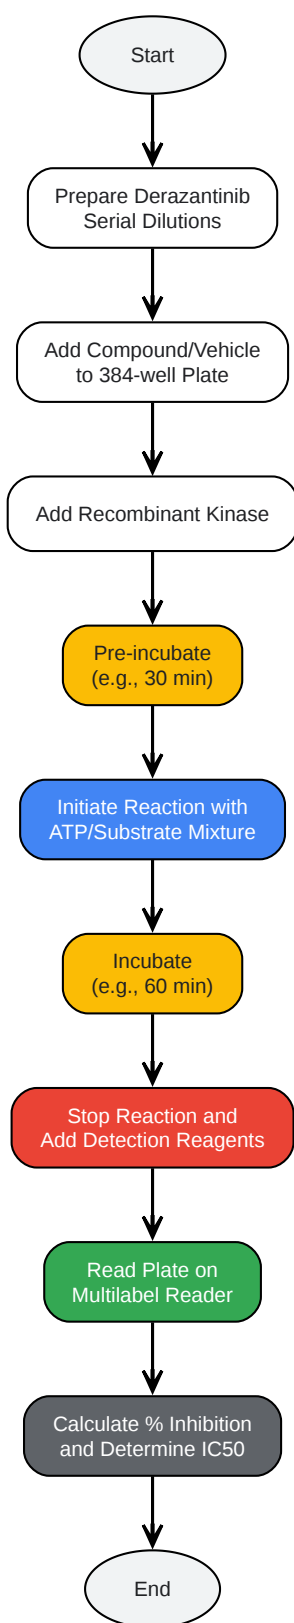 Start
Prepare Derazantinib
Serial Dilutions
Add Compound/Vehicle
to 384-well Plate
Add Recombinant Kinase
Pre-incubate
(e.g., 30 min)
Initiate Reaction with
ATP/Substrate Mixture
Incubate
(e.g., 60 min)
Stop Reaction and
Add Detection Reagents
Read Plate on
Multilabel Reader
Calculate % Inhibition
and Determine IC50
End